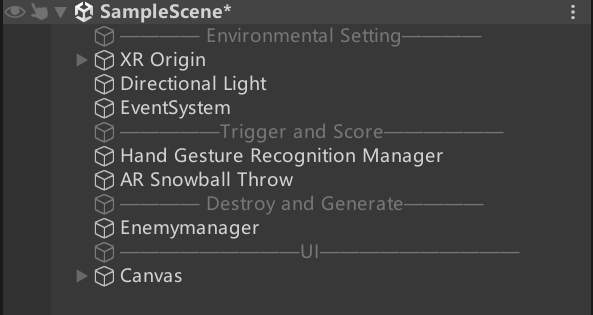 SampleScene*
———— Environmental Setting————
XR Origin
Directional Light
EventSystem
—————Trigger and Score——————
Hand Gesture Recognition Manager
AR Snowball Throw
———— Destroy and Generate————
Enemymanager
—————————UI——————————
Canvas